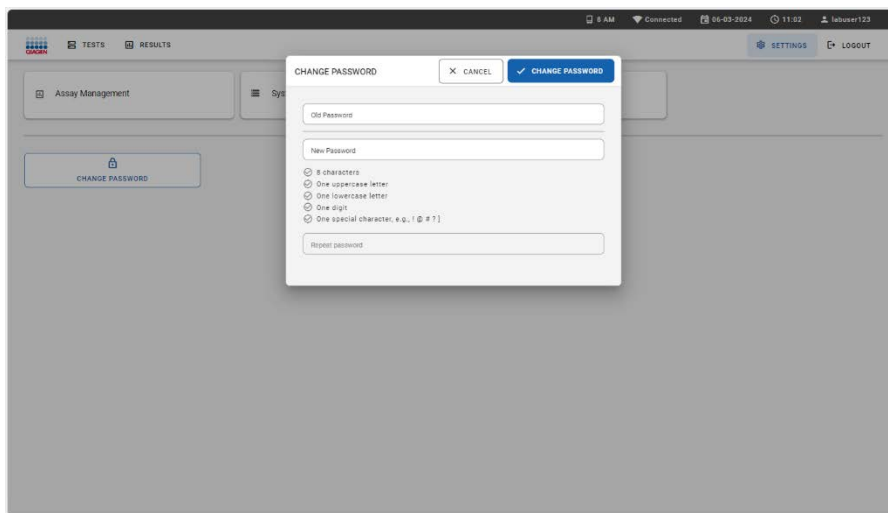 6 AM Connected 06-03-2024 11:02 labuser123
QIAGEN TESTS RESULTS SETTINGS LOGOUT
CHANGE PASSWORD CANCEL CHANGE PASSWORD
Assay Management Sys
Old Password
New Password
8 characters
One uppercase letter
One lowercase letter
One digit
One special character, e.g., ! @ # ? ]
Repeat password
CHANGE PASSWORD